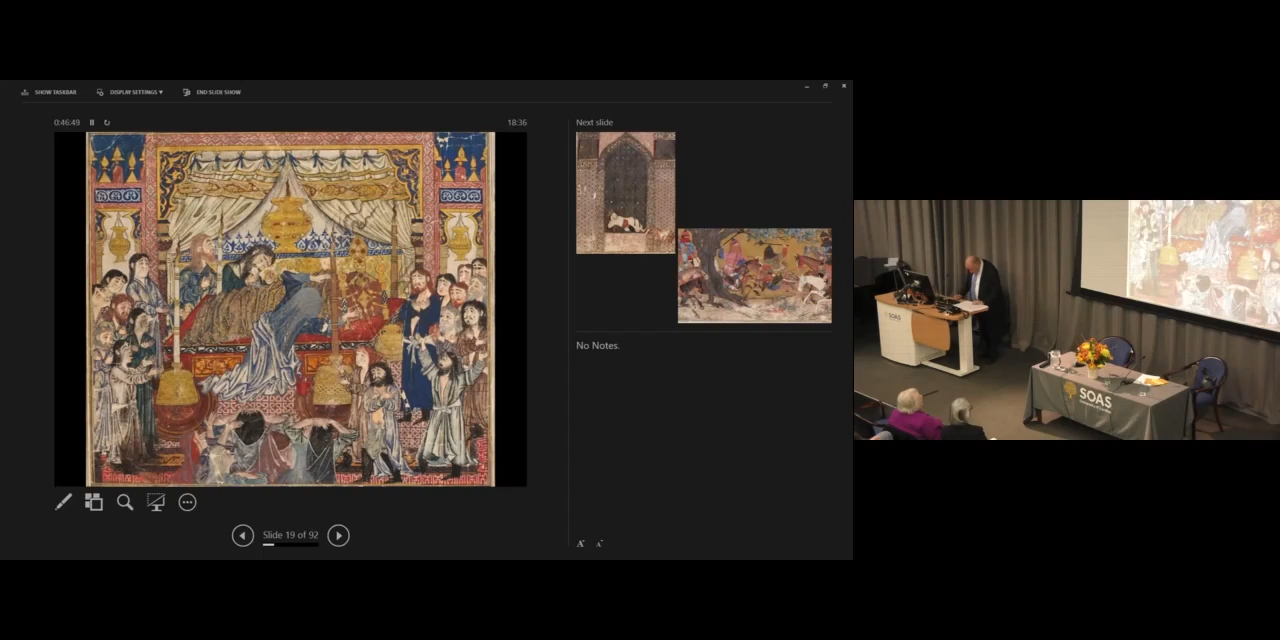 SHOW TASKBAR
DISPLAY SETTINGS ▼
END SLIDE SHOW
0:46:49
18:36
Next slide
No Notes.
Slide 19 of 92
A
A
SOAS
SOAS